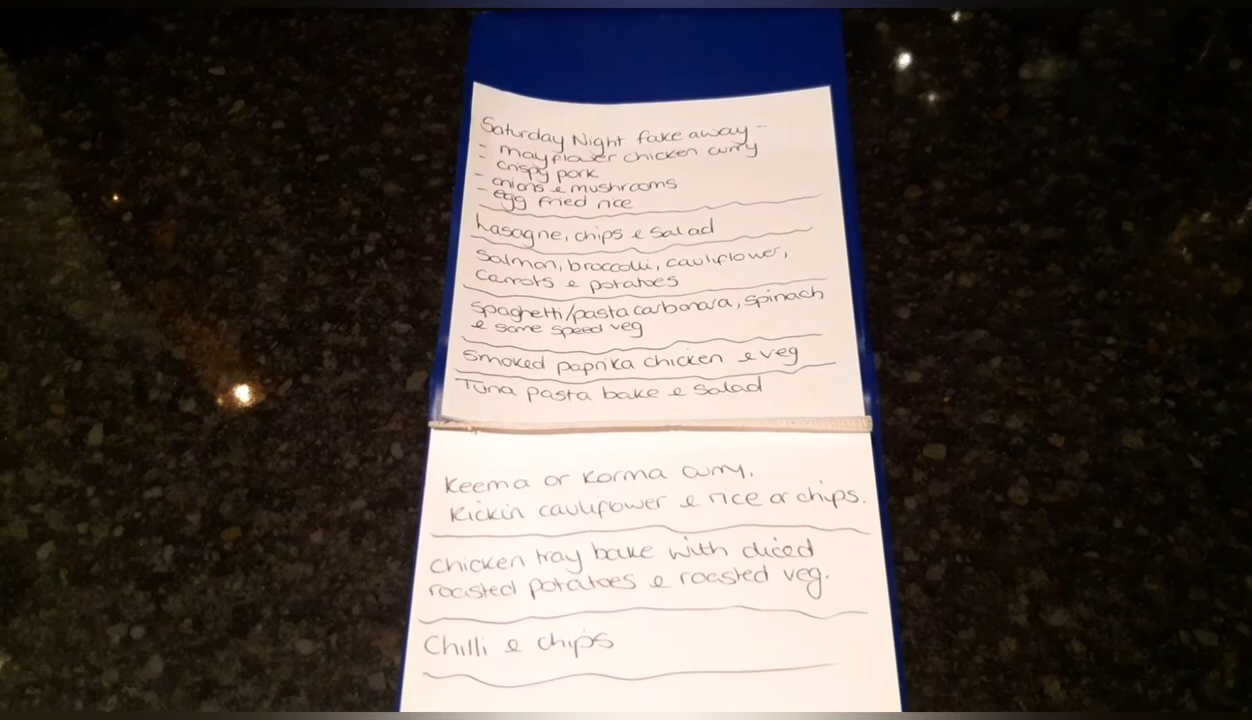 Saturday Night fake away -
- mayflower chicken curry
- crispy pork
- onions & mushrooms
- egg fried rice
Lasagne, chips & salad
Salmon, broccolli, cauliflower,
Carrots & potatoes
Spaghetti/pasta carbonara, spinach
& some speed veg
Smoked paprika chicken & veg
Tuna pasta bake & salad
Keema or Korma curry.
Kickin cauliflower & rice or chips.
Chicken tray bake with diced
roasted potatoes & roasted veg.
Chilli & chips